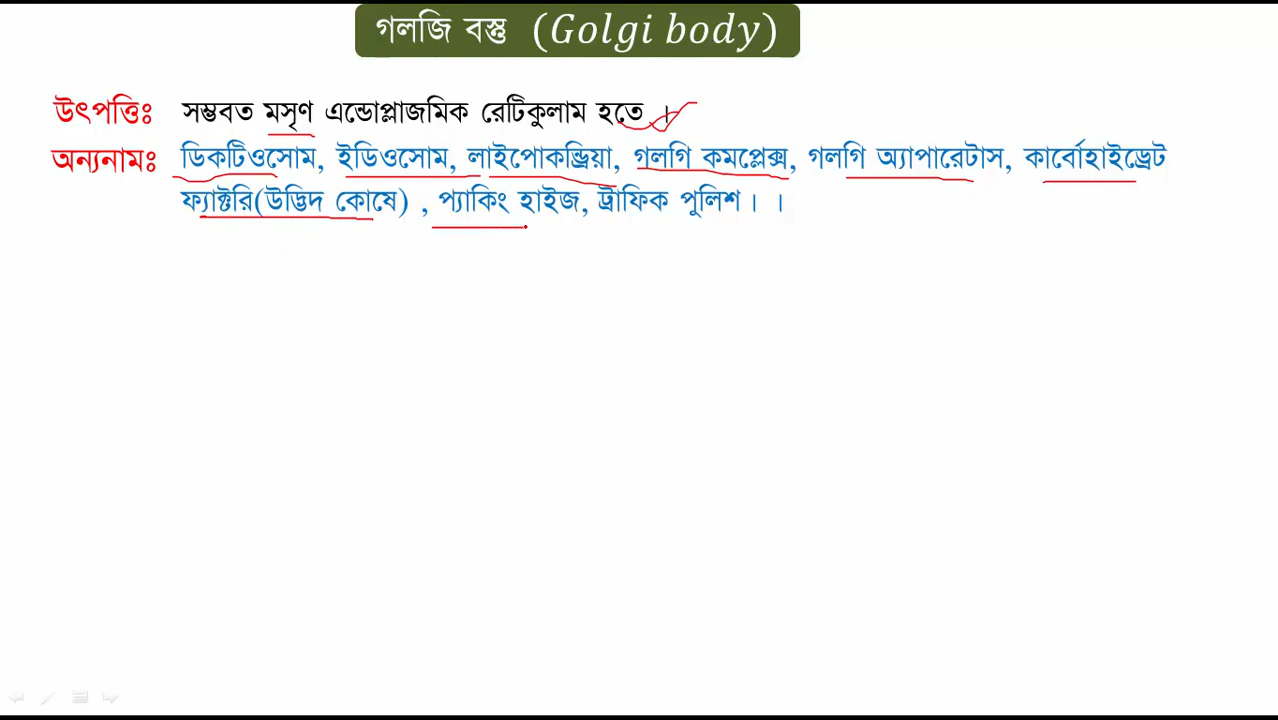 গলজি বস্তু (Golgi body)
উৎপত্তিঃ সম্ভবত মসৃণ এন্ডোপ্লাজমিক রেটিকুলাম হতে ।
অন্যনামঃ ডিকটিওসোম, ইডিওসোম, লাইপোকন্ড্রিয়া, গলগি কমপ্লেক্স, গলগি অ্যাপারেটাস, কার্বোহাইড্রেট
ফ্যাক্টরি(উদ্ভিদ কোষে) , প্যাকিং হাইজ, ট্রাফিক পুলিশ। ।